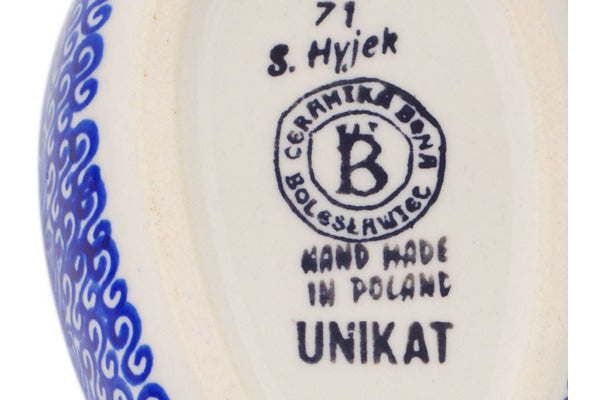 71
S. Hyjek
CERAMIKA BONA
B
BOLESŁAWIEC
HAND MADE
IN POLAND
UNIKAT